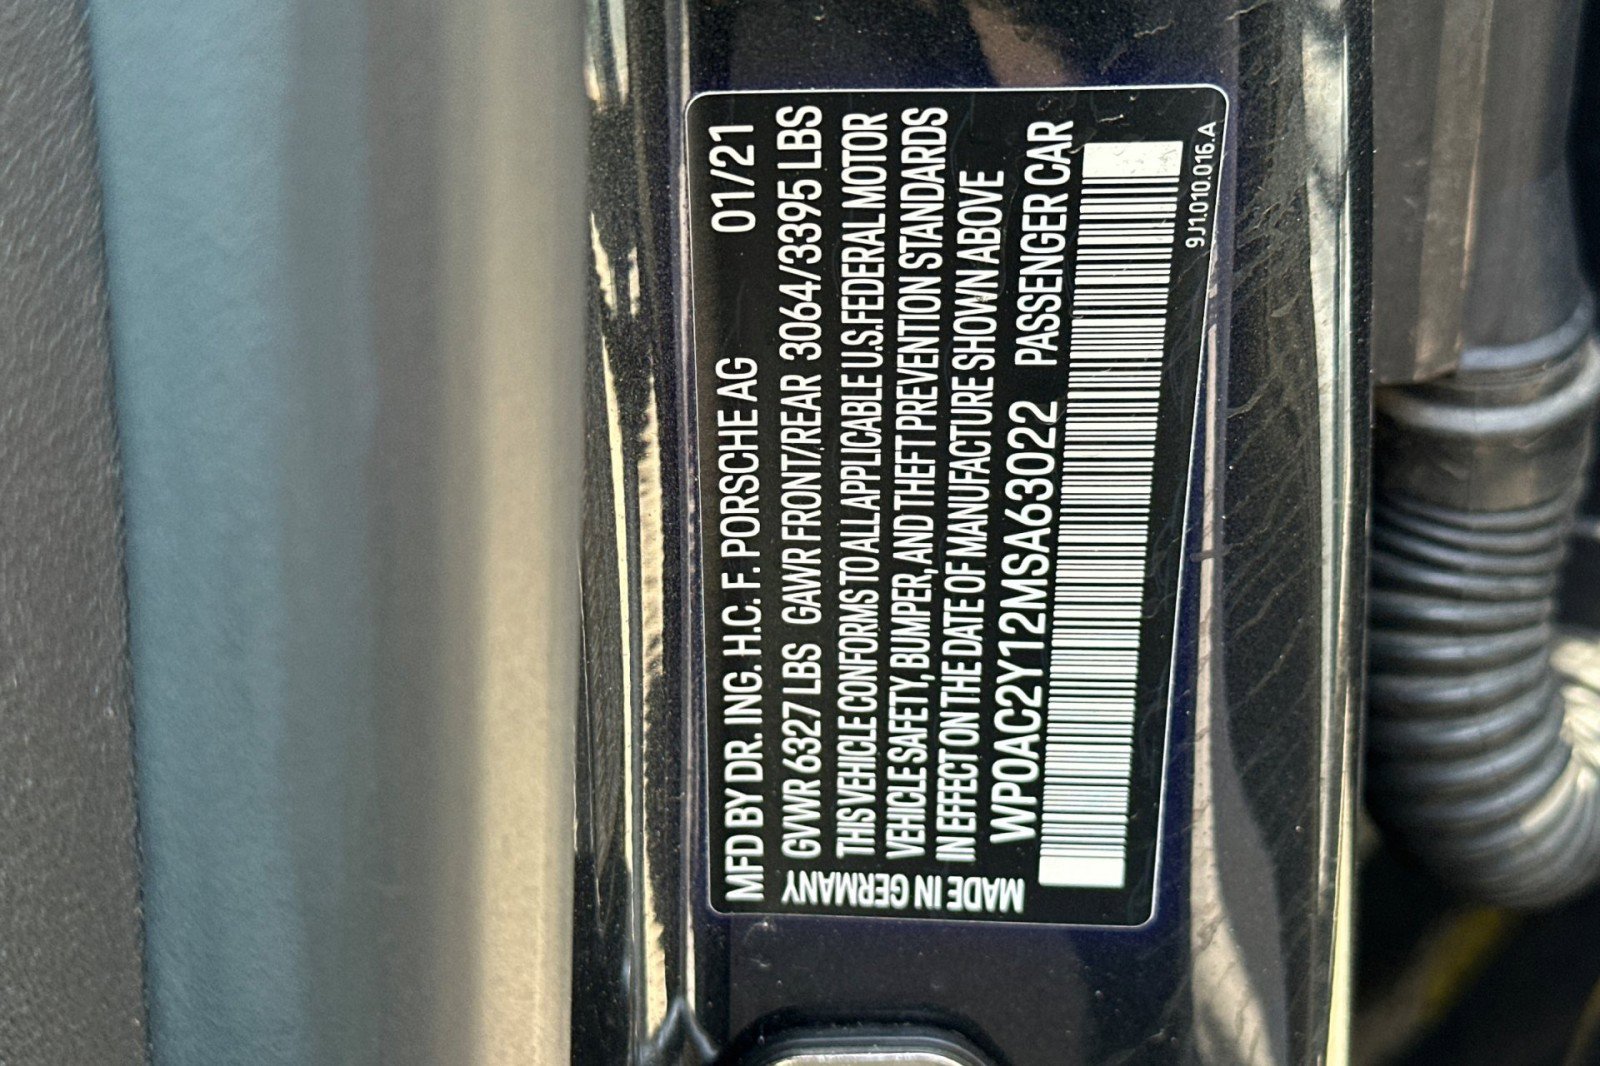 MFD BY DR. ING. H.C. F. PORSCHE AG 01/21
GVWR 6327 LBS GAWR FRONT/REAR 3064/3395 LBS
THIS VEHICLE CONFORMS TO ALL APPLICABLE U.S. FEDERAL MOTOR
VEHICLE SAFETY, BUMPER, AND THEFT PREVENTION STANDARDS
IN EFFECT ON THE DATE OF MANUFACTURE SHOWN ABOVE
WP0AC2Y12MSA63022 PASSENGER CAR
9J1.010.016.A
MADE IN GERMANY